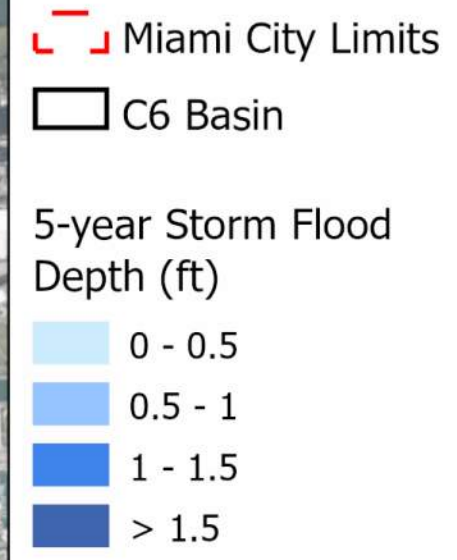 Miami City Limits
C6 Basin
5-year Storm Flood
Depth (ft)
0 - 0.5
0.5 - 1
1 - 1.5
> 1.5